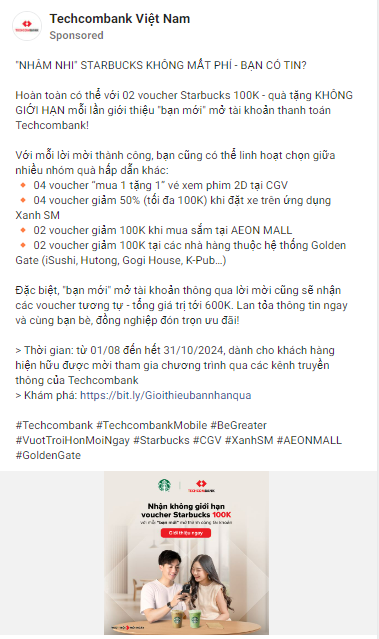 Techcombank Việt Nam
Sponsored
"NHÂM NHI" STARBUCKS KHÔNG MẤT PHÍ - BẠN CÓ TIN?
Hoàn toàn có thể với 02 voucher Starbucks 100K - quà tặng KHÔNG
GIỚI HẠN mỗi lần giới thiệu "bạn mới" mở tài khoản thanh toán
Techcombank!
Với mỗi lời mời thành công, bạn cũng có thể linh hoạt chọn giữa
nhiều nhóm quà hấp dẫn khác:
🔸 04 voucher "mua 1 tặng 1" vé xem phim 2D tại CGV
🔸 04 voucher giảm 50% (tối đa 100K) khi đặt xe trên ứng dụng
Xanh SM
🔸 02 voucher giảm 100K khi mua sắm tại AEON MALL
🔸 02 voucher giảm 100K tại các nhà hàng thuộc hệ thống Golden
Gate (iSushi, Hutong, Gogi House, K-Pub…)
Đặc biệt, "bạn mới" mở tài khoản thông qua lời mời cũng sẽ nhận
các voucher tương tự - tổng giá trị tới 600K. Lan tỏa thông tin ngay
và cùng bạn bè, đồng nghiệp đón trọn ưu đãi!
> Thời gian: từ 01/08 đến hết 31/10/2024, dành cho khách hàng
hiện hữu được mời tham gia chương trình qua các kênh truyền
thông của Techcombank
> Khám phá: https://bit.ly/Gioithieubannhanqua
#Techcombank #TechcombankMobile #BeGreater
#VuotTroiHonMoiNgay #Starbucks #CGV #XanhSM #AEONMALL
#GoldenGate
TECHCOMBANK
Nhận không giới hạn
voucher Starbucks 100K
với mỗi "bạn mới" mở thành công tài khoản
Giới thiệu ngay